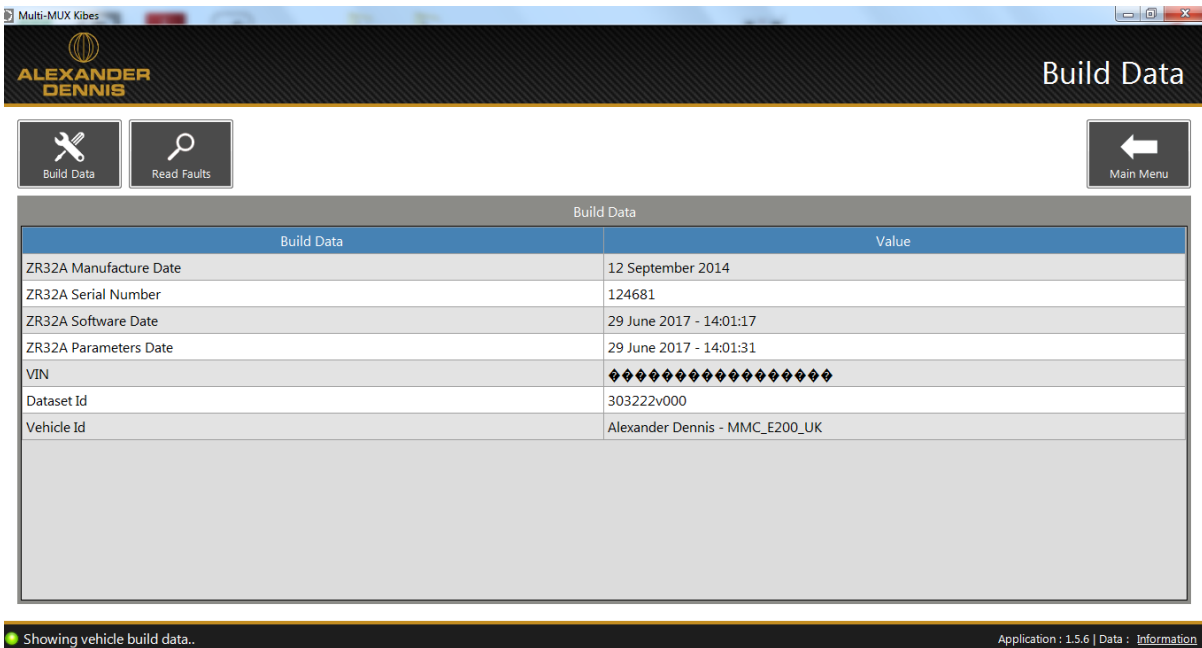 Multi-MUX Kibes
ALEXANDER
DENNIS
Build Data
Build Data
Read Faults
Main Menu
Build Data
Build Data Value
ZR32A Manufacture Date 12 September 2014
ZR32A Serial Number 124681
ZR32A Software Date 29 June 2017 - 14:01:17
ZR32A Parameters Date 29 June 2017 - 14:01:31
VIN �����������������
Dataset Id 303222v000
Vehicle Id Alexander Dennis - MMC_E200_UK
Showing vehicle build data..
Application : 1.5.6 | Data : Information